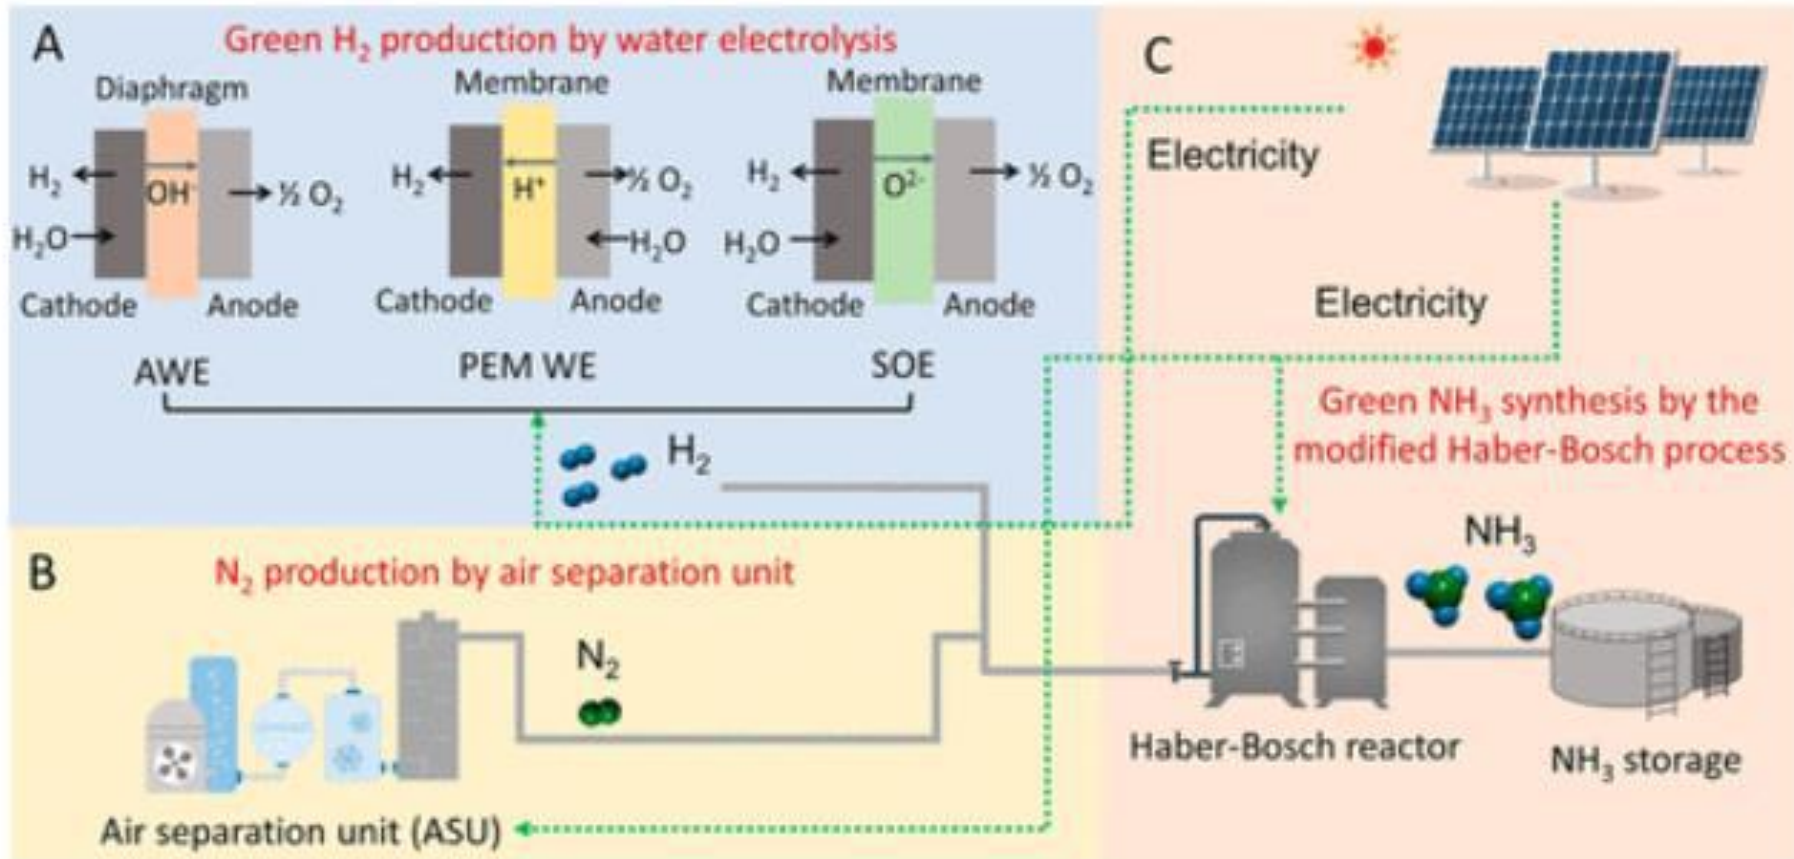 A
Green H₂ production by water electrolysis
Diaphragm
H₂
OH⁻
½ O₂
H₂O
Cathode
Anode
AWE
Membrane
H₂
H⁺
½ O₂
H₂O
Cathode
Anode
PEM WE
Membrane
H₂
O²⁻
½ O₂
H₂O
Cathode
Anode
SOE
H₂
B
N₂ production by air separation unit
N₂
Air separation unit (ASU)
C
Electricity
Electricity
Green NH₃ synthesis by the
modified Haber-Bosch process
NH₃
Haber-Bosch reactor
NH₃ storage